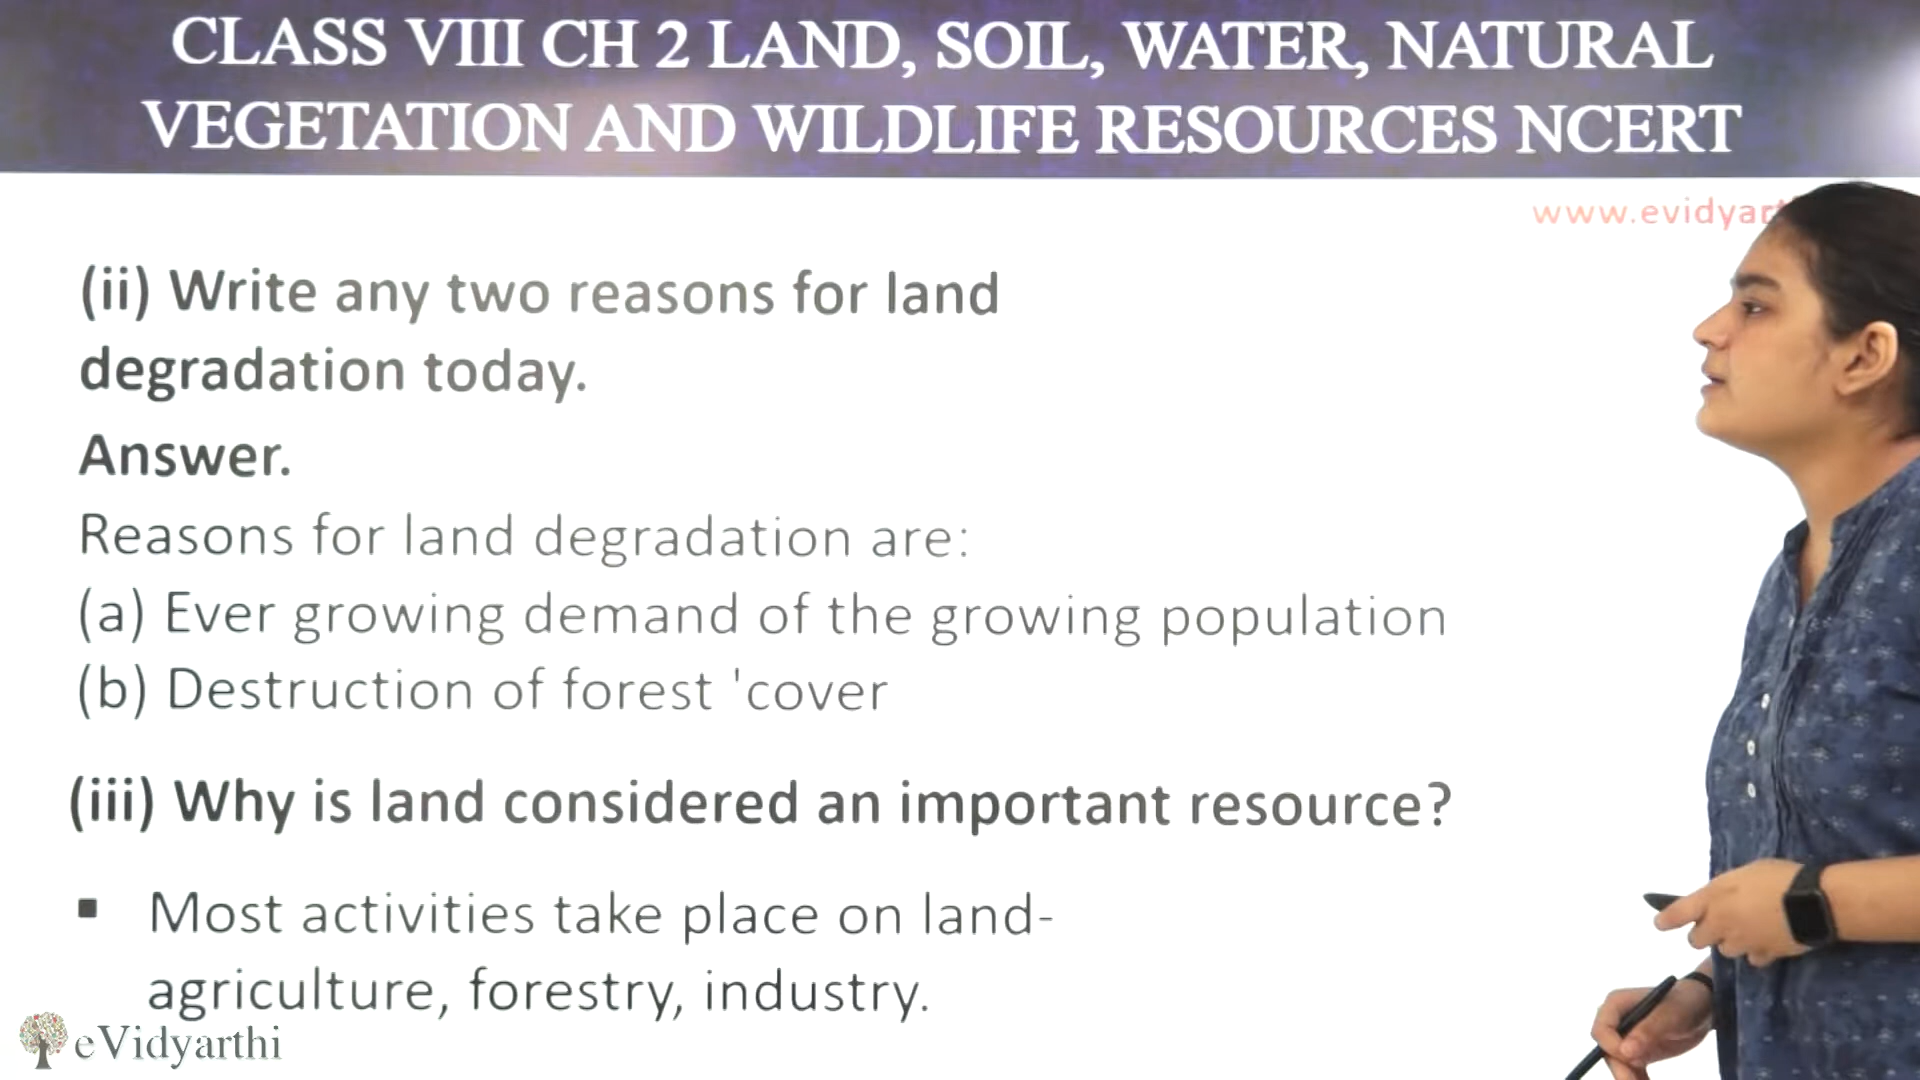 CLASS VIII CH 2 LAND, SOIL, WATER, NATURAL
VEGETATION AND WILDLIFE RESOURCES NCERT
(ii) Write any two reasons for land
degradation today.
Answer.
Reasons for land degradation are:
(a) Ever growing demand of the growing population
(b) Destruction of forest 'cover
(iii) Why is land considered an important resource?
▪ Most activities take place on land-
agriculture, forestry, industry.
eVidyarthi